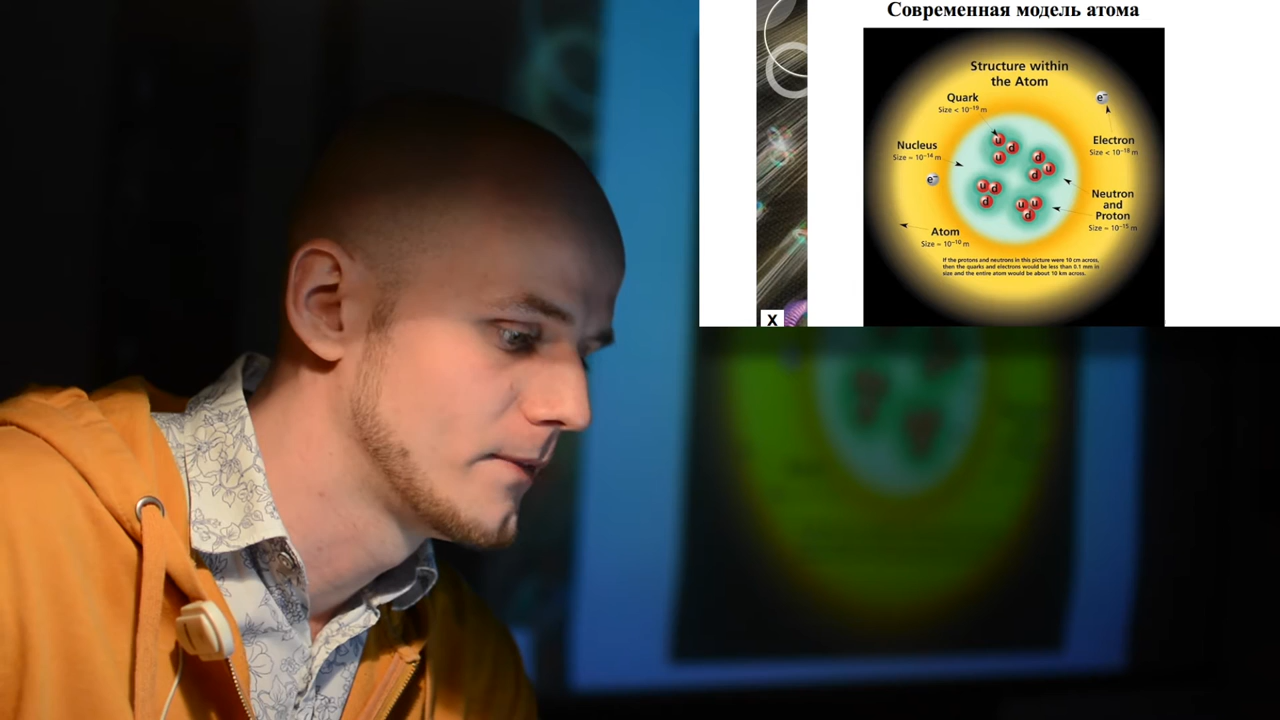 Современная модель атома
Structure within
the Atom
Quark
Size < 10⁻¹⁹ m
e⁻
Nucleus
Size = 10⁻¹⁴ m
Electron
Size < 10⁻¹⁸ m
u
d
u
d
u
d
e⁻
u
d
d
u
u
d
Neutron
and
Proton
Size = 10⁻¹⁵ m
Atom
Size = 10⁻¹⁰ m
If the protons and neutrons in this picture were 10 cm across,
then the quarks and electrons would be less than 0.1 mm in
size and the entire atom would be about 10 km across.
X